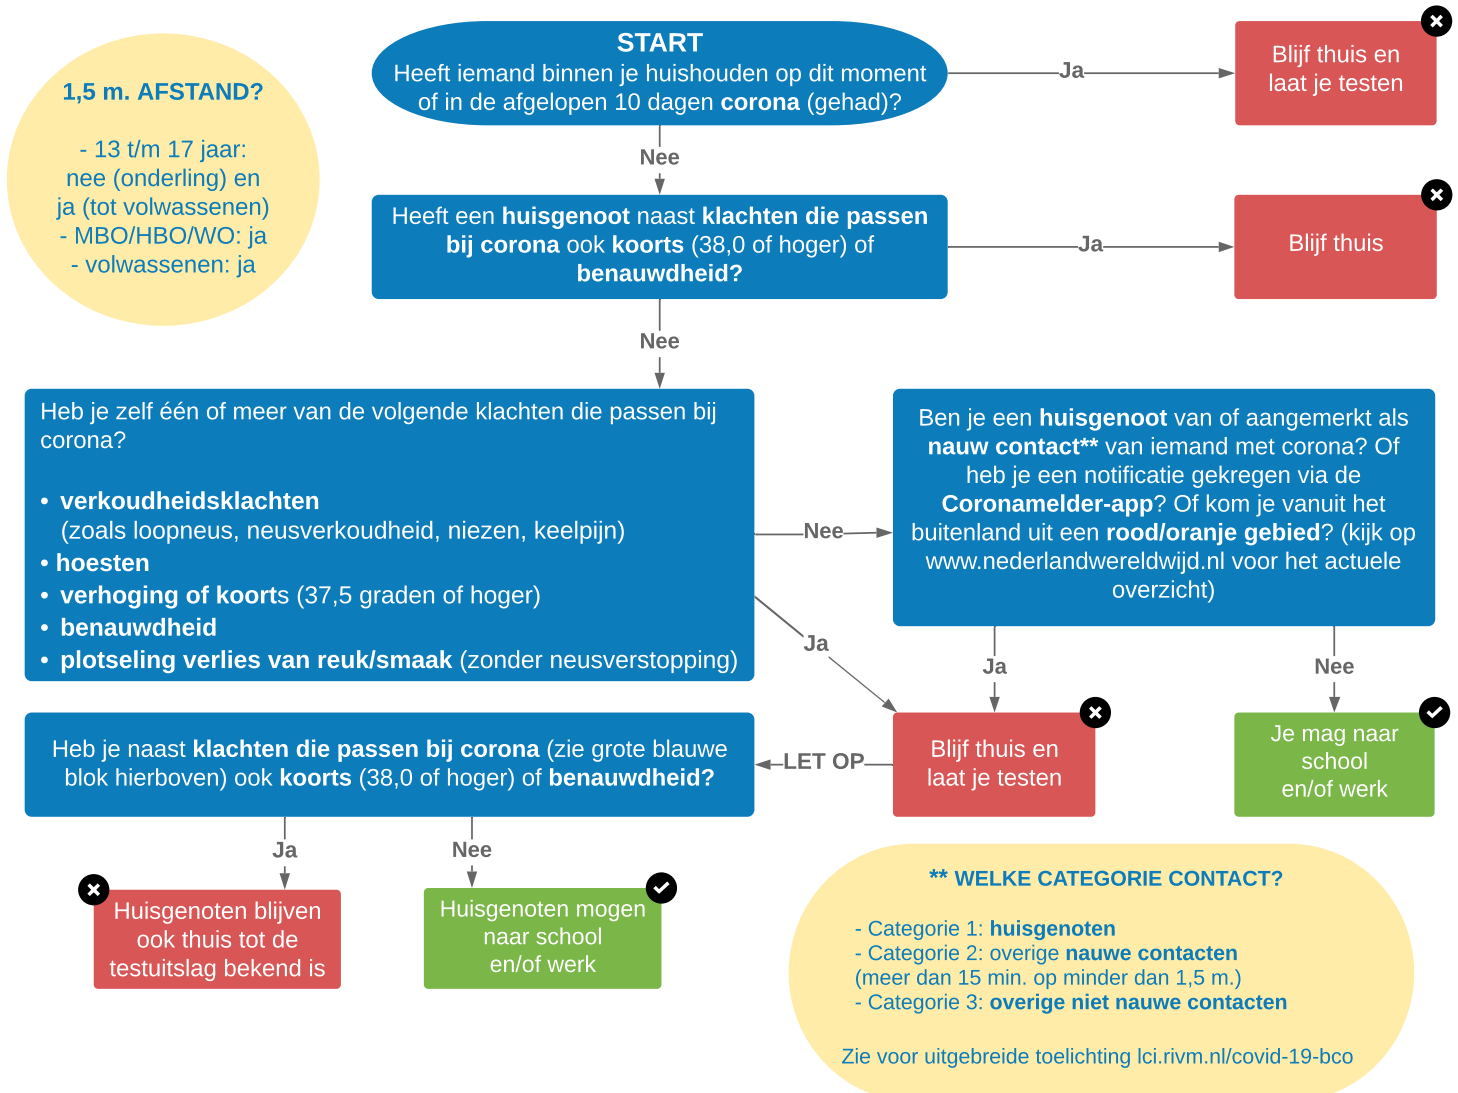 1,5 m. AFSTAND?
- 13 t/m 17 jaar:
nee (onderling) en
ja (tot volwassenen)
- MBO/HBO/WO: ja
- volwassenen: ja
START
Heeft iemand binnen je huishouden op dit moment
of in de afgelopen 10 dagen corona (gehad)?
Ja
Blijf thuis en
laat je testen
Nee
Heeft een huisgenoot naast klachten die passen
bij corona ook koorts (38,0 of hoger) of
benauwdheid?
Ja
Blijf thuis
Nee
Heb je zelf één of meer van de volgende klachten die passen bij
corona?
• verkoudheidsklachten
(zoals loopneus, neusverkoudheid, niezen, keelpijn)
• hoesten
• verhoging of koorts (37,5 graden of hoger)
• benauwdheid
• plotseling verlies van reuk/smaak (zonder neusverstopping)
Nee
Ja
Ben je een huisgenoot van of aangemerkt als
nauw contact** van iemand met corona? Of
heb je een notificatie gekregen via de
Coronamelder-app? Of kom je vanuit het
buitenland uit een rood/oranje gebied? (kijk op
www.nederlandwereldwijd.nl voor het actuele
overzicht)
Ja
Nee
Blijf thuis en
laat je testen
Je mag naar
school
en/of werk
LET OP
Heb je naast klachten die passen bij corona (zie grote blauwe
blok hierboven) ook koorts (38,0 of hoger) of benauwdheid?
Ja
Nee
Huisgenoten blijven
ook thuis tot de
testuitslag bekend is
Huisgenoten mogen
naar school
en/of werk
** WELKE CATEGORIE CONTACT?
- Categorie 1: huisgenoten
- Categorie 2: overige nauwe contacten
(meer dan 15 min. op minder dan 1,5 m.)
- Categorie 3: overige niet nauwe contacten
Zie voor uitgebreide toelichting lci.rivm.nl/covid-19-bco